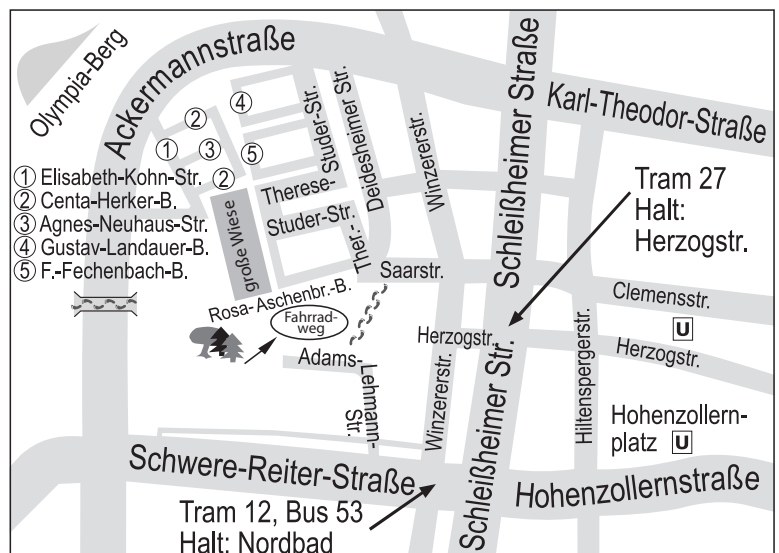 Olympia-Berg
Ackermannstraße
Schleißheimer Straße
Karl-Theodor-Straße
④
②
① ③ ⑤
②
① Elisabeth-Kohn-Str.
② Centa-Herker-B.
③ Agnes-Neuhaus-Str.
④ Gustav-Landauer-B.
⑤ F.-Fechenbach-B.
Therese-
Studer-Str.
Ther.-
Studer-Str.
Deidesheimer Str.
Winzererstr.
Tram 27
Halt:
Herzogstr.
große Wiese
Saarstr.
Clemensstr.
Rosa-Aschenbr.-B.
Fahrrad-
weg
Herzogstr.
U
Herzogstr.
Adams-
Lehmann-
Str.
Winzererstr.
Schleißheimer Str.
Hiltenspergerstr.
Hohenzollern-
platz U
Schwere-Reiter-Straße
Hohenzollernstraße
Tram 12, Bus 53
Halt: Nordbad